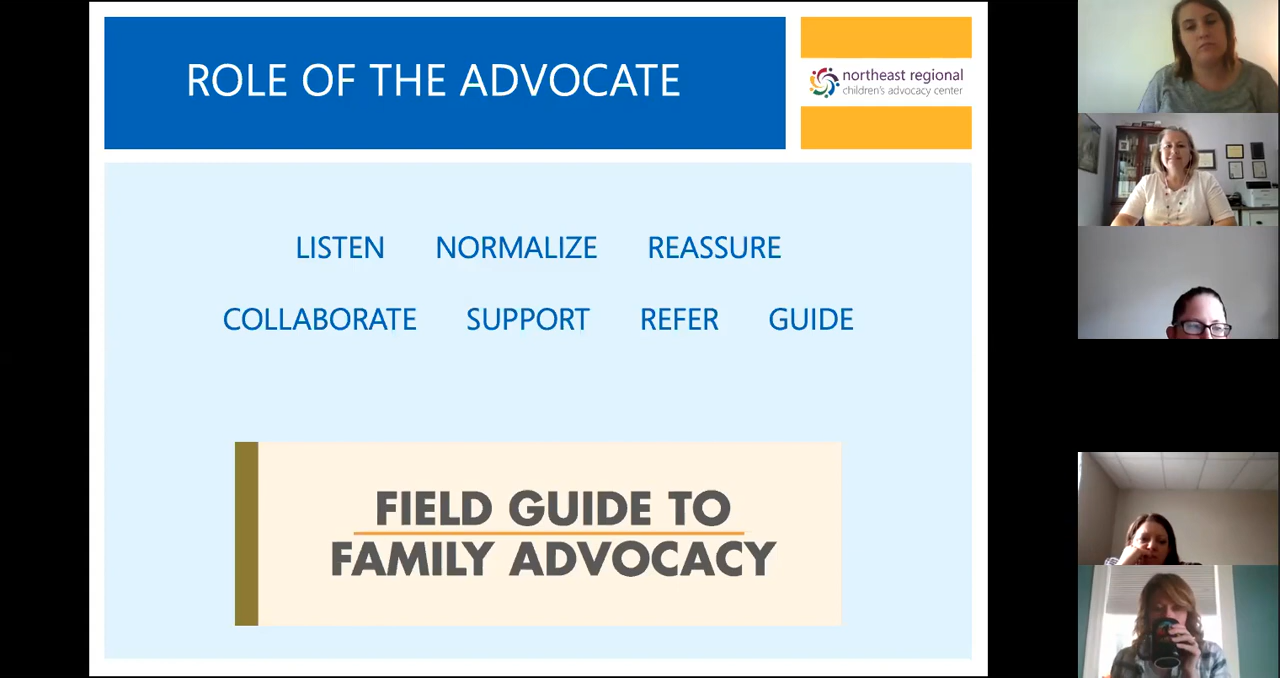 ROLE OF THE ADVOCATE
northeast regional
children's advocacy center
LISTEN NORMALIZE REASSURE
COLLABORATE SUPPORT REFER GUIDE
FIELD GUIDE TO
FAMILY ADVOCACY